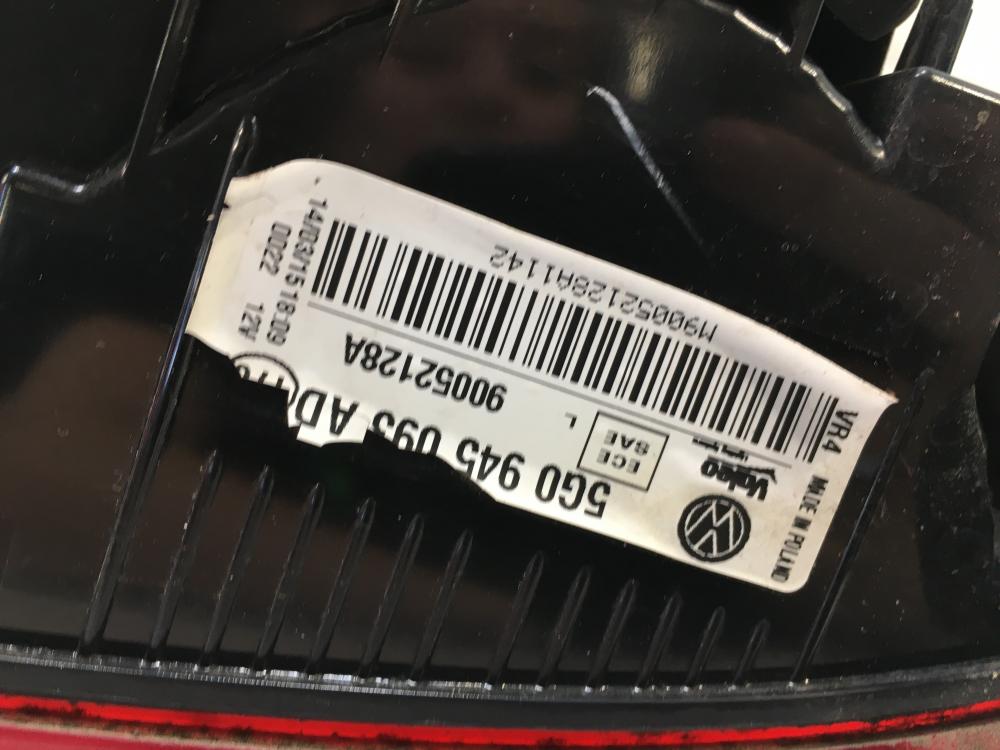 MADE IN POLAND
5G0 945 AD
Valeo
ECE
SAE
L
90052128A
VR4
M90052128A1142
0022 12V
14/03/15 18:09